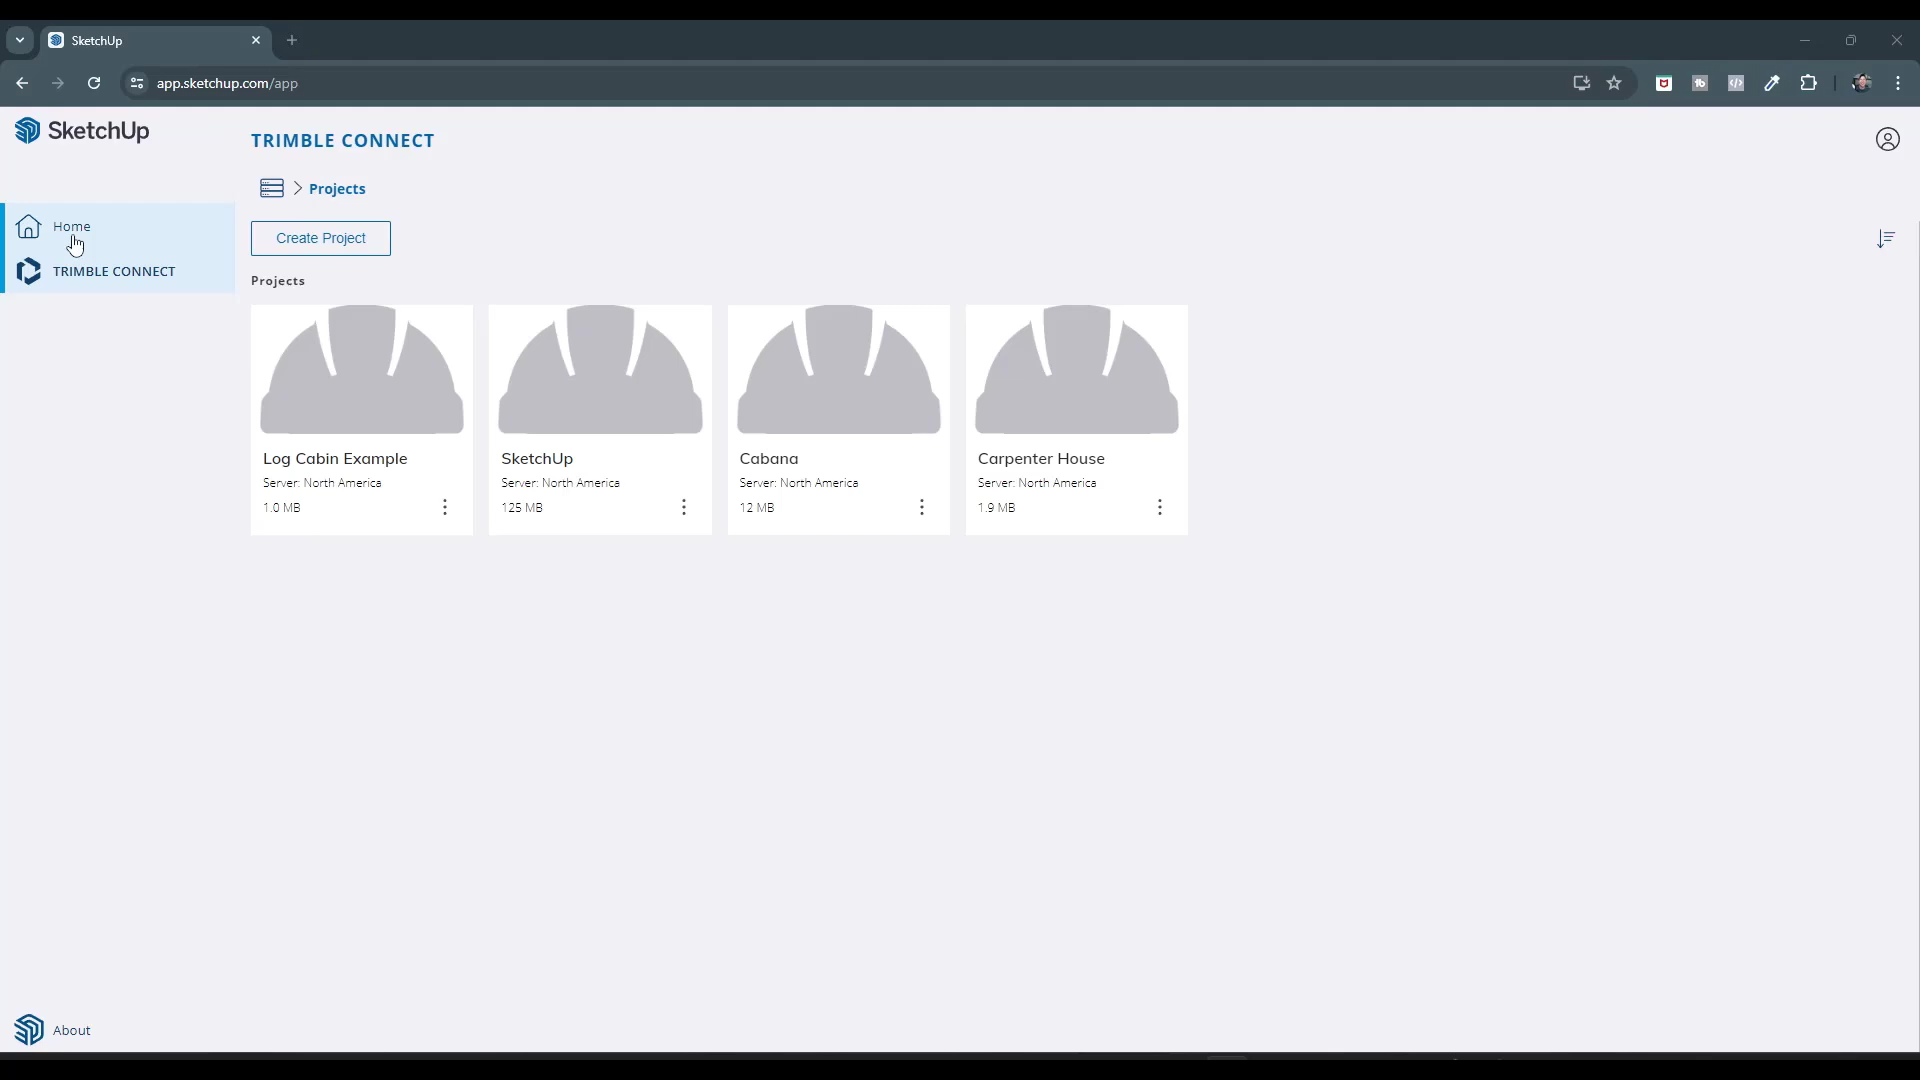 SketchUp
app.sketchup.com/app
SketchUp
TRIMBLE CONNECT
Projects
Home
TRIMBLE CONNECT
Create Project
Projects
Log Cabin Example
Server: North America
1.0 MB
SketchUp
Server: North America
125 MB
Cabana
Server: North America
12 MB
Carpenter House
Server: North America
1.9 MB
About